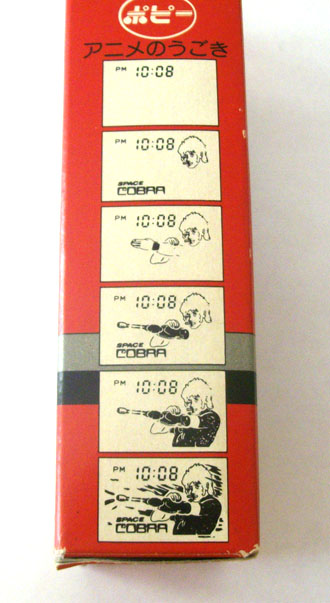 ポピー
アニメのうごき
PM 10:08
PM 10:08
SPACE
COBRA
PM 10:08
PM 10:08
SPACE
COBRA
PM 10:08
PM 10:08
SPACE
COBRA